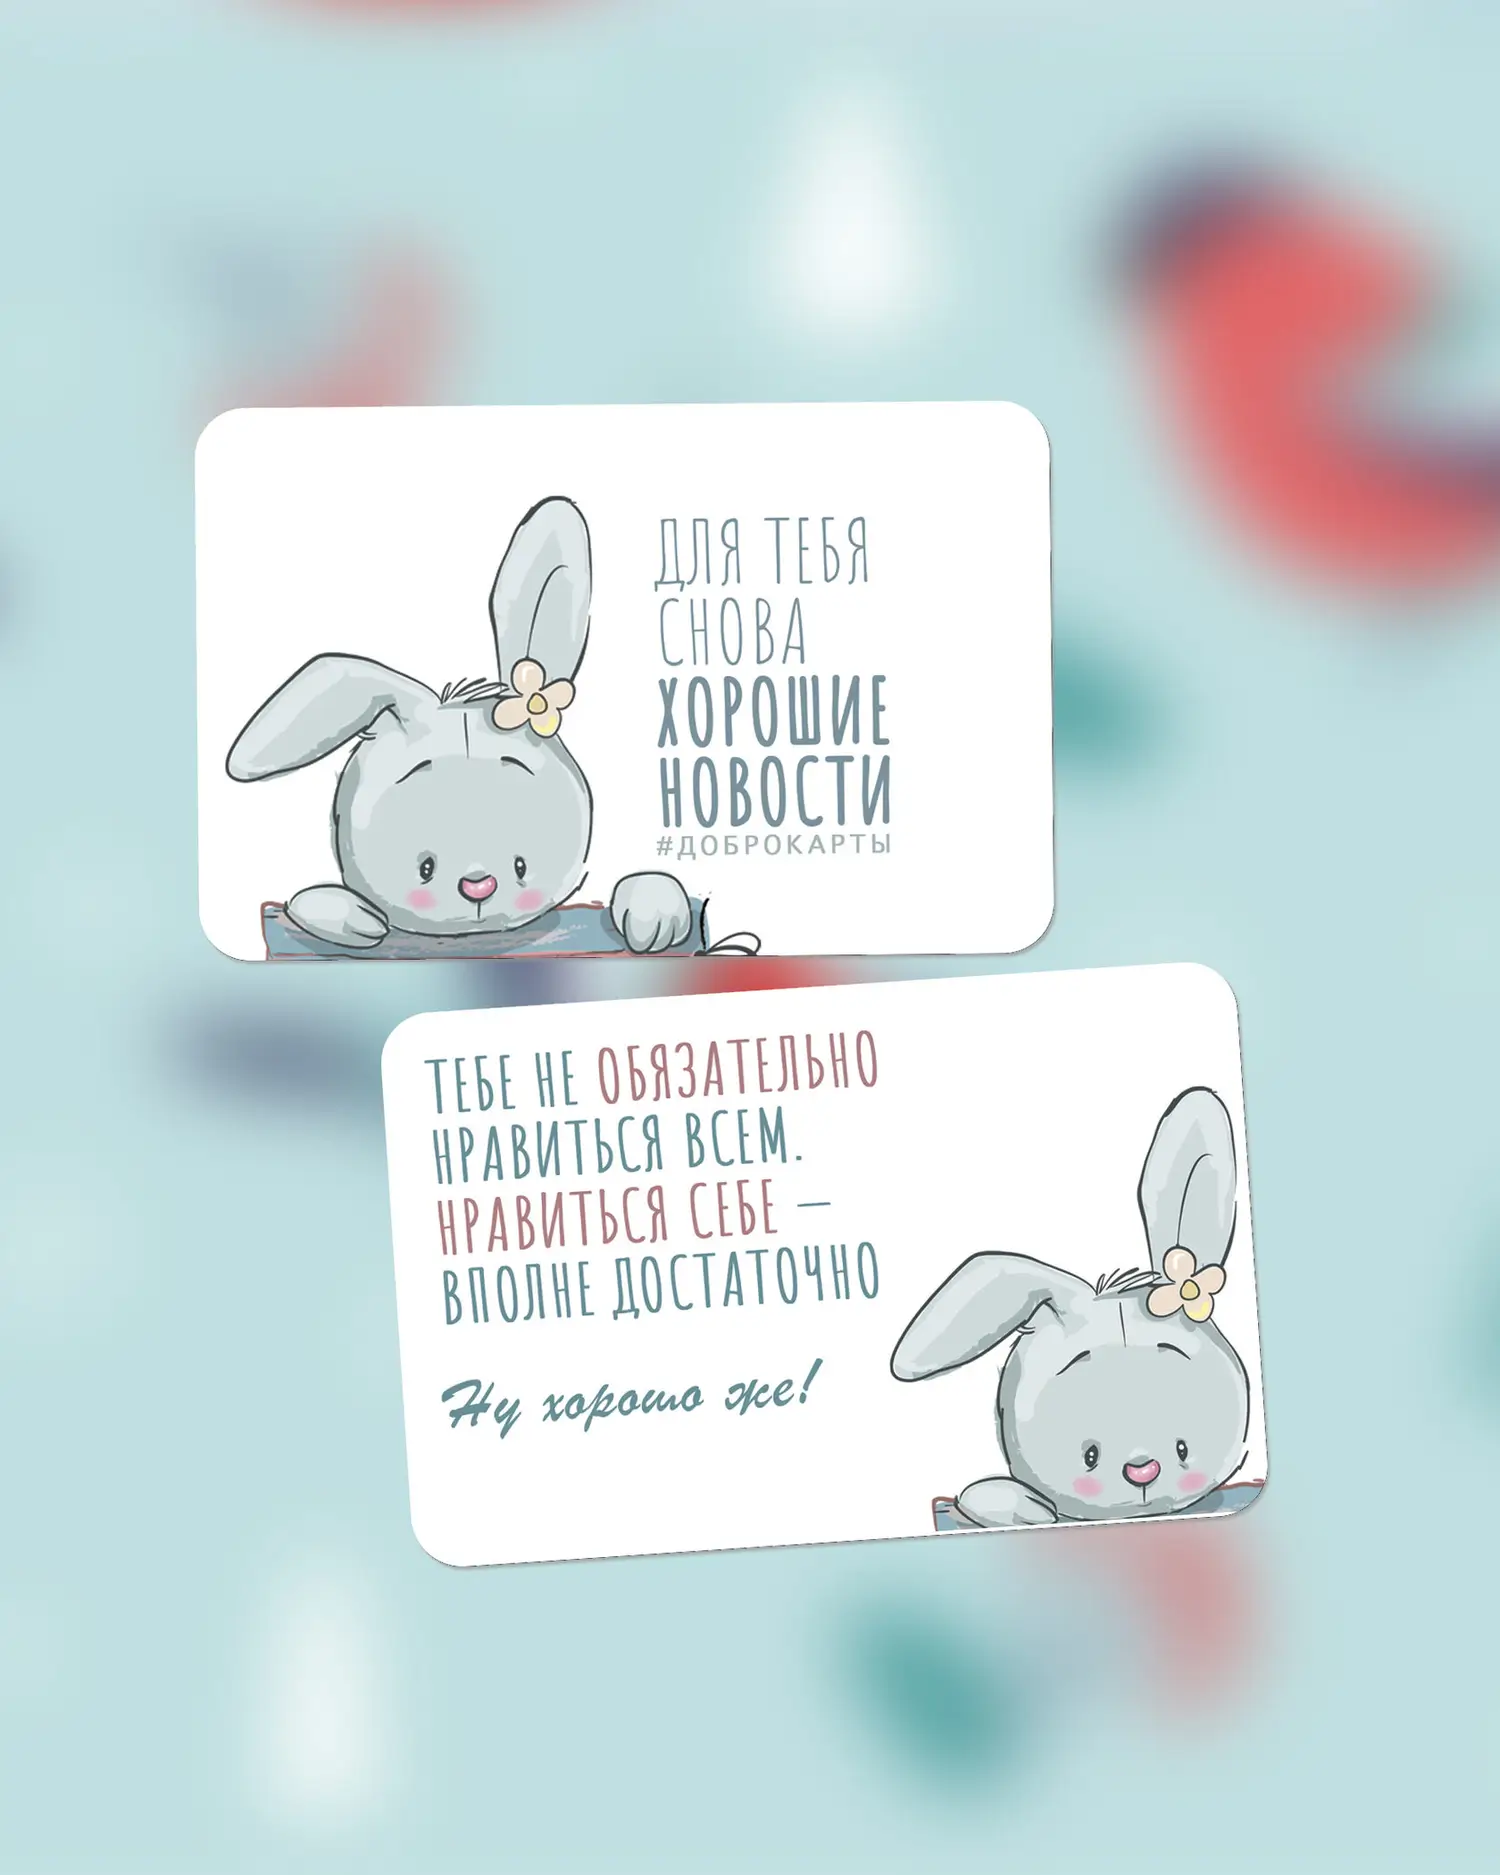 ДЛЯ ТЕБЯ
СНОВА
ХОРОШИЕ
НОВОСТИ
#ДОБРОКАРТЫ
ТЕБЕ НЕ ОБЯЗАТЕЛЬНО
НРАВИТЬСЯ ВСЕМ.
НРАВИТЬСЯ СЕБЕ –
ВПОЛНЕ ДОСТАТОЧНО
Ну хорошо же!